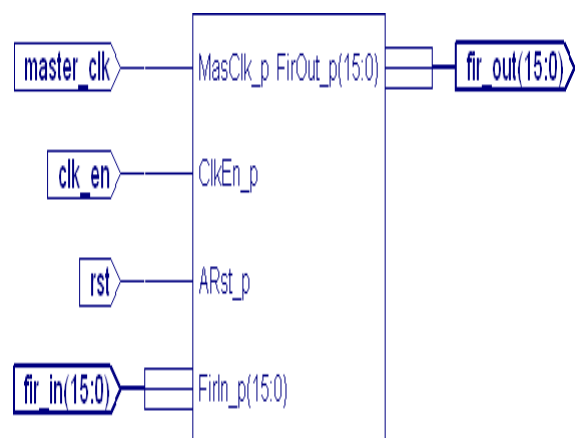 master_clk MasClk_p FirOut_p(15:0) fir_out(15:0)
clk_en ClkEn_p
rst ARst_p
fir_in(15:0) FirIn_p(15:0)